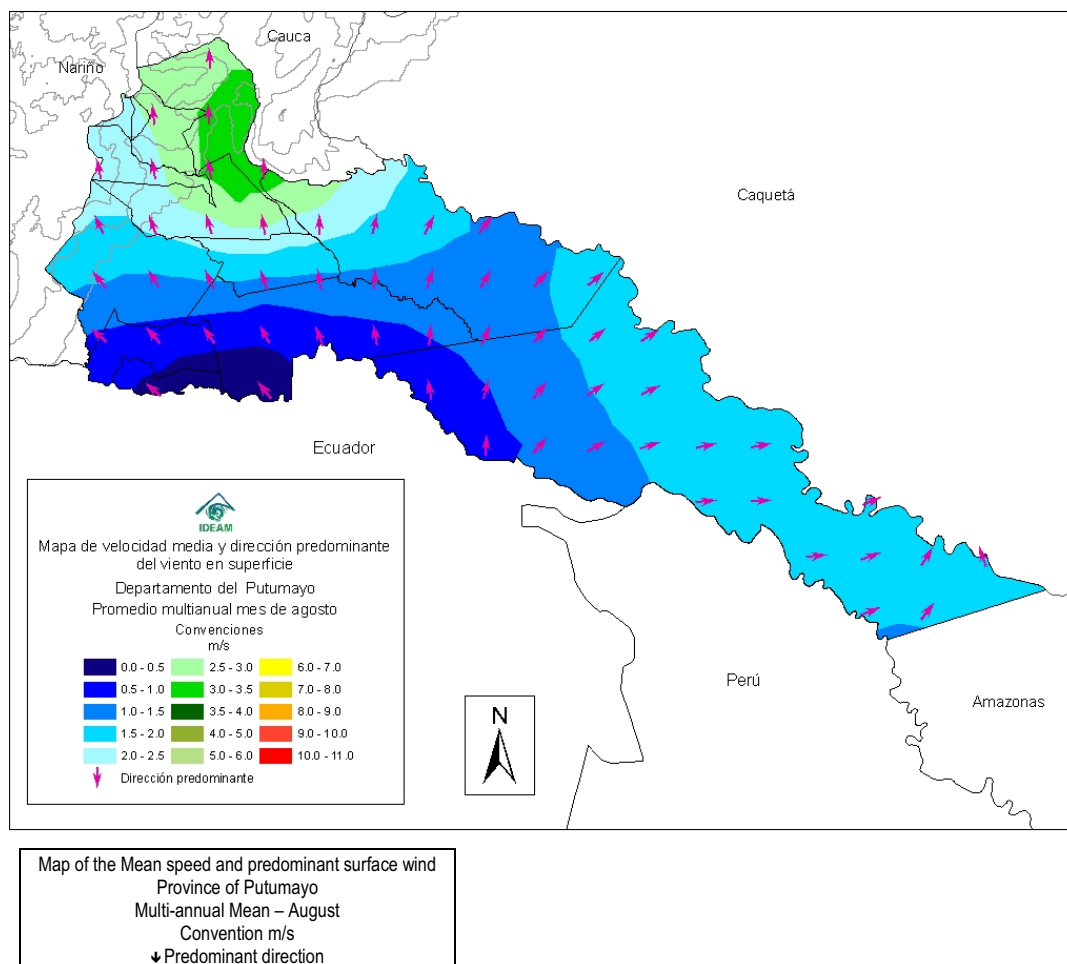 Cauca
Nariño
Caquetá
Ecuador
IDEAM
Mapa de velocidad media y dirección predominante
del viento en superficie
Departamento del Putumayo
Promedio multianual mes de agosto
Convenciones
m/s
0.0 - 0.5 2.5 - 3.0 6.0 - 7.0
0.5 - 1.0 3.0 - 3.5 7.0 - 8.0
1.0 - 1.5 3.5 - 4.0 8.0 - 9.0
1.5 - 2.0 4.0 - 5.0 9.0 - 10.0
2.0 - 2.5 5.0 - 6.0 10.0 - 11.0
Dirección predominante
N
Perú
Amazonas
Map of the Mean speed and predominant surface wind
Province of Putumayo
Multi-annual Mean – August
Convention m/s
Predominant direction